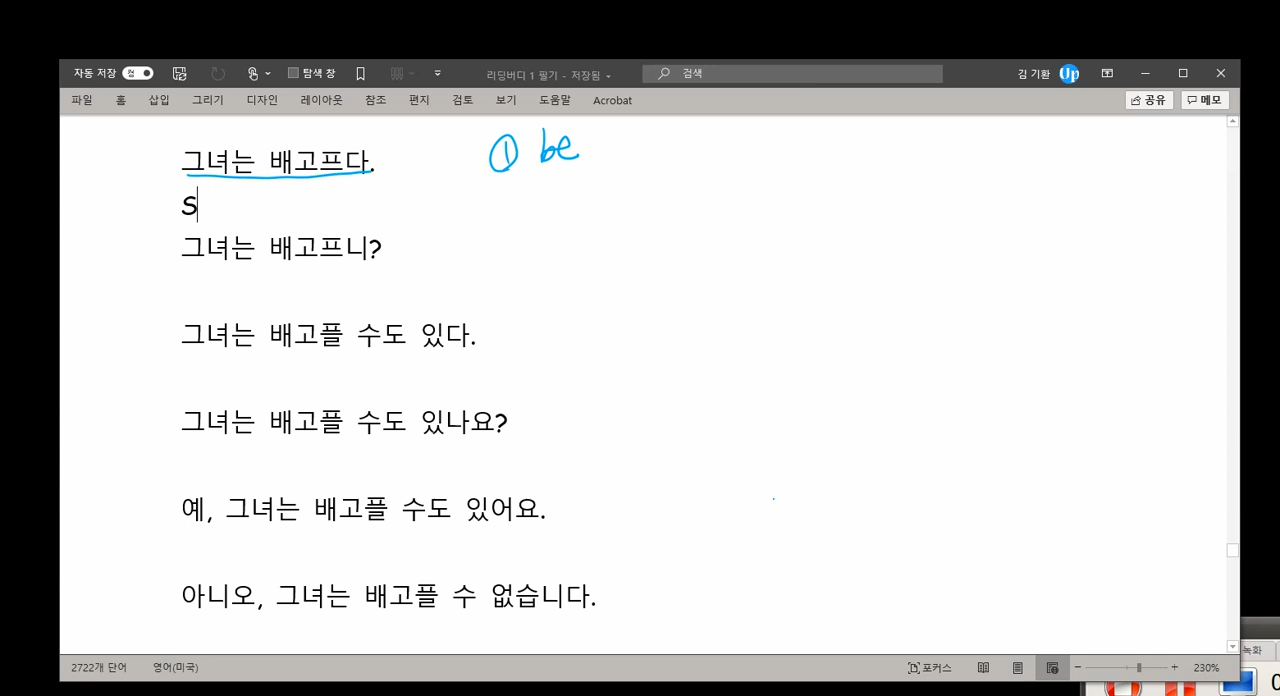 자동 저장 컴 탐색 창 리딩버디 1 필기 - 저장됨 검색 김 기환 Up
파일 홈 삽입 그리기 디자인 레이아웃 참조 편지 검토 보기 도움말 Acrobat 공유 메모
그녀는 배고프다. ① be
S
그녀는 배고프니?
그녀는 배고플 수도 있다.
그녀는 배고플 수도 있나요?
예, 그녀는 배고플 수도 있어요.
아니오, 그녀는 배고플 수 없습니다.
녹화
2722개 단어 영어(미국) 포커스 230%